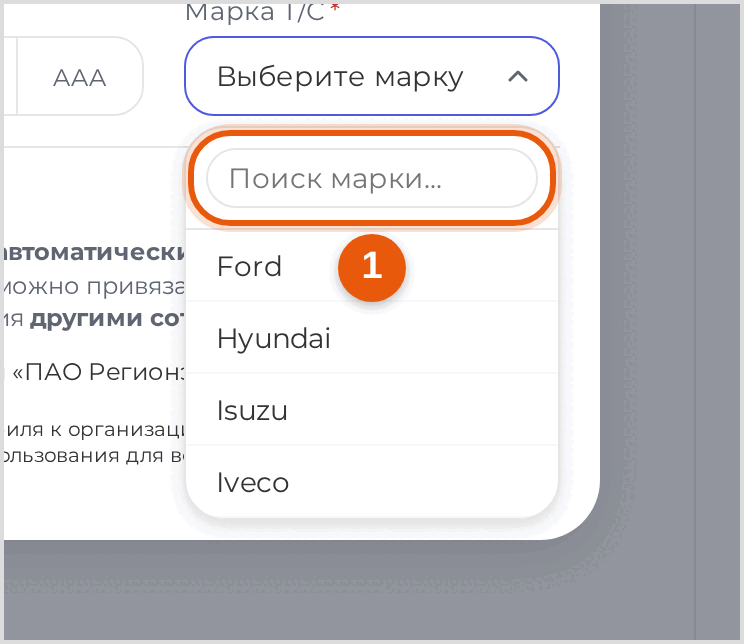 Марка Т/С*
ААА
Выберите марку
Поиск марки...
автоматически
Ford
1
можно привяза
ия другими сот
Hyundai
«ПАО Регион
Isuzu
иля к организаци
ользования для в
Iveco